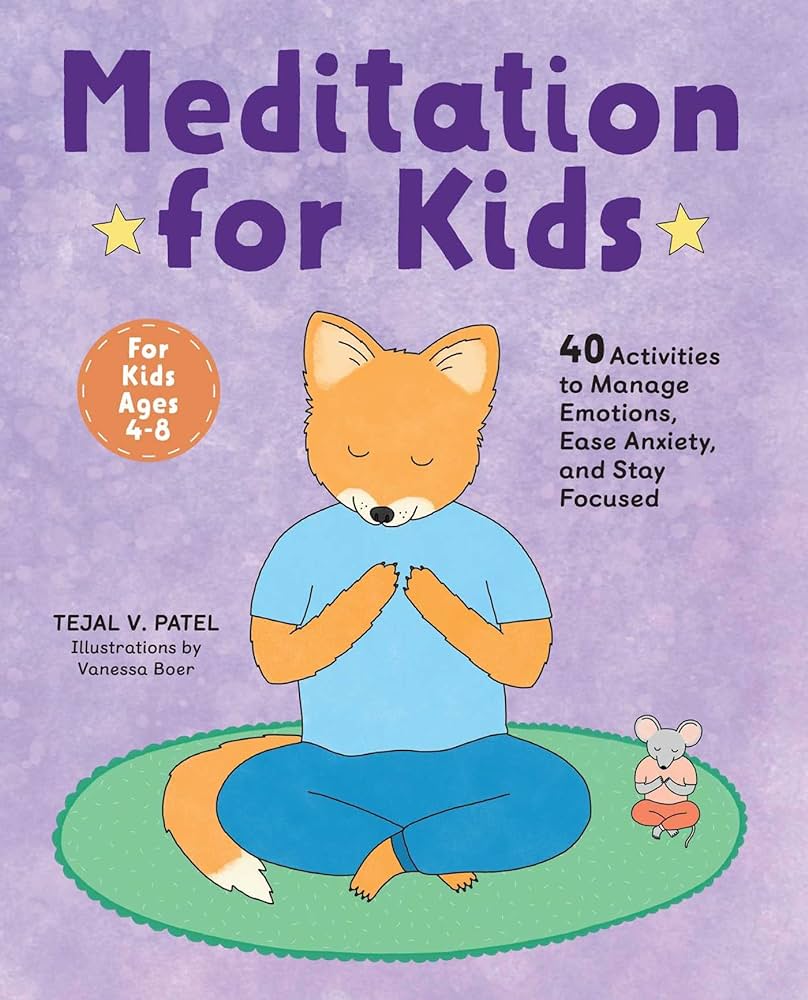 Meditation
for Kids
For
Kids
Ages
4-8
40 Activities
to Manage
Emotions,
Ease Anxiety,
and Stay
Focused
TEJAL V. PATEL
Illustrations by
Vanessa Boer